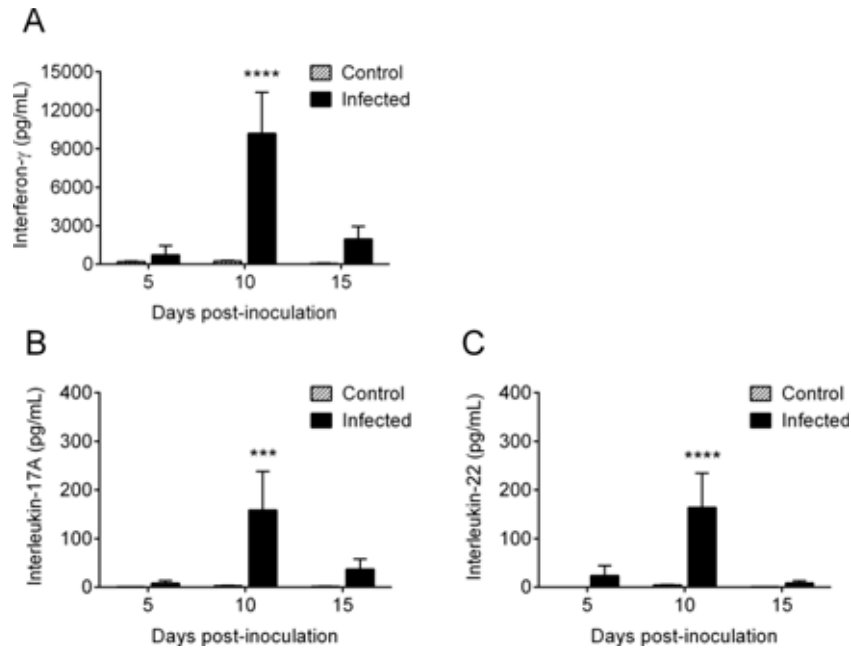 A
Interferon-γ (pg/mL)
15000
12000
9000
6000
3000
0
****
Control
Infected
5 10 15
Days post-inoculation
B
Interleukin-17A (pg/mL)
400
300
200
100
0
***
Control
Infected
5 10 15
Days post-inoculation
C
Interleukin-22 (pg/mL)
400
300
200
100
0
****
Control
Infected
5 10 15
Days post-inoculation